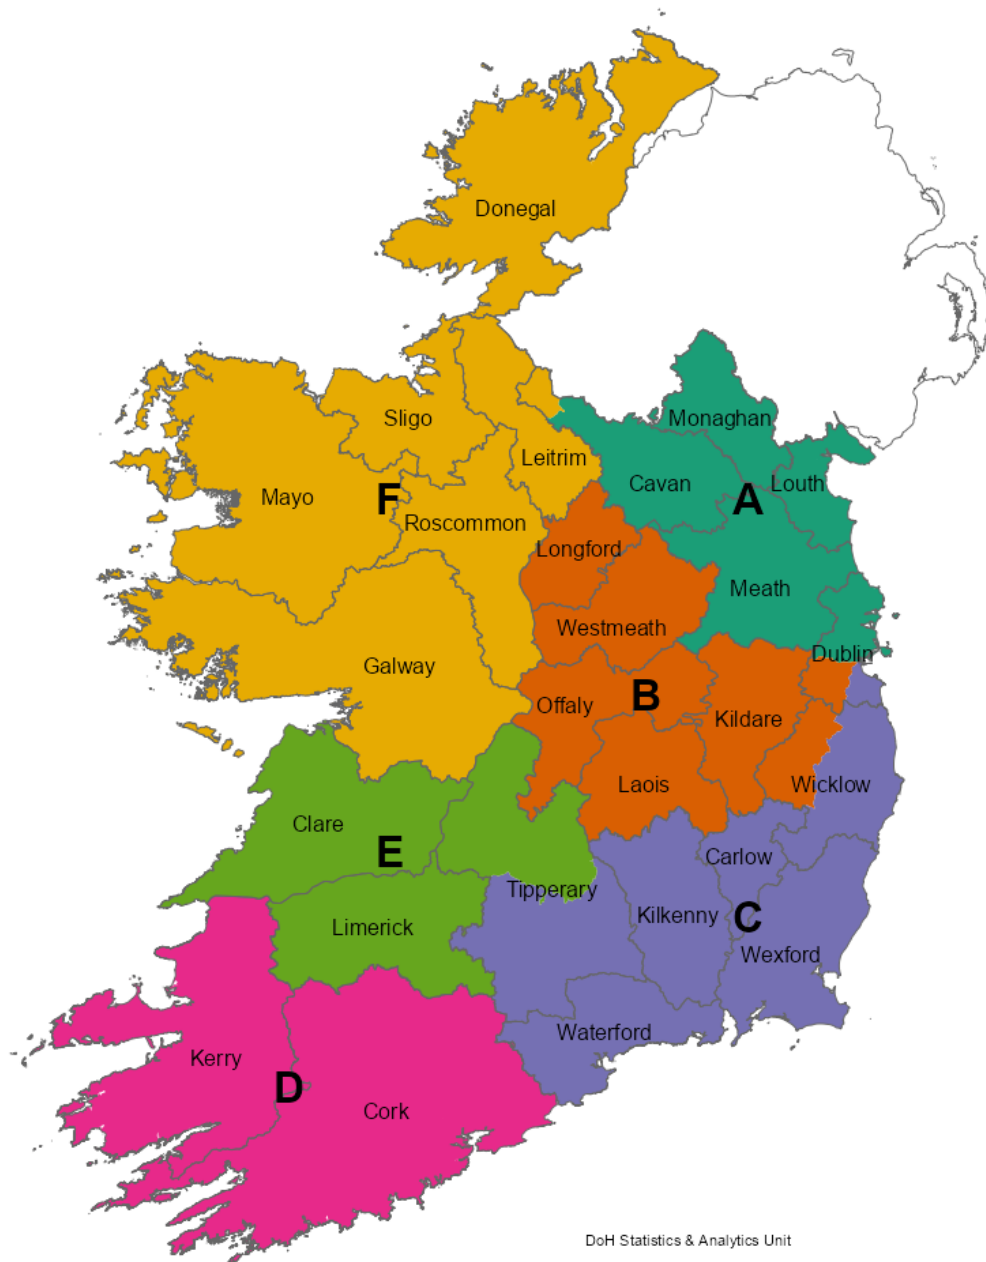 Donegal
Monaghan
Sligo
Leitrim
Cavan
Louth
Mayo
F
A
Roscommon
Longford
Meath
Westmeath
Dublin
Galway
Offaly
B
Kildare
Laois
Wicklow
Clare
E
Carlow
Tipperary
Kilkenny
C
Limerick
Wexford
Waterford
Kerry
D
Cork
DoH Statistics & Analytics Unit